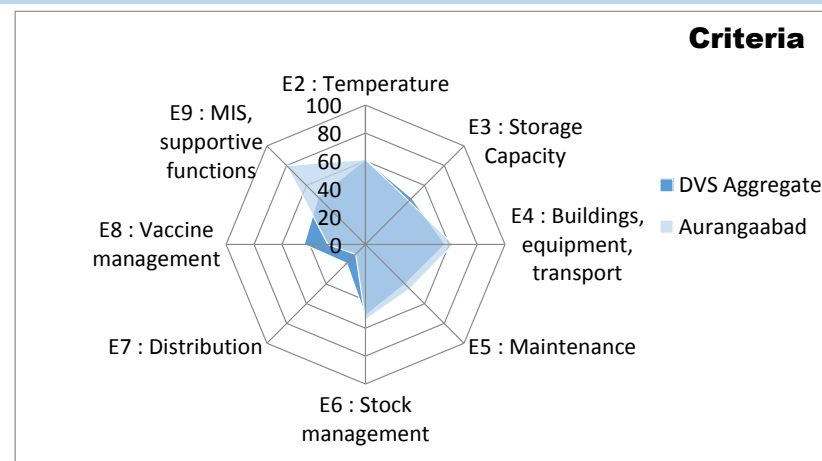 Criteria
E2 : Temperature
100
80
60
40
20
0
E3 : Storage
Capacity
E4 : Buildings,
equipment,
transport
E5 : Maintenance
E6 : Stock
management
E7 : Distribution
E8 : Vaccine
management
E9 : MIS,
supportive
functions
DVS Aggregate
Aurangaabad